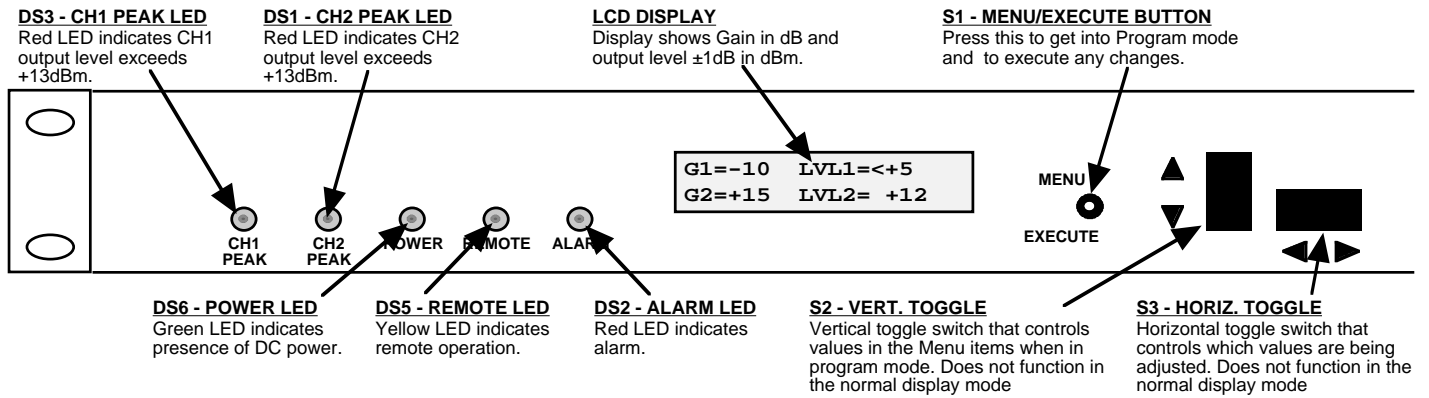 DS3 - CH1 PEAK LED
Red LED indicates CH1
output level exceeds
+13dBm.
DS1 - CH2 PEAK LED
Red LED indicates CH2
output level exceeds
+13dBm.
LCD DISPLAY
Display shows Gain in dB and
output level ±1dB in dBm.
S1 - MENU/EXECUTE BUTTON
Press this to get into Program mode
and to execute any changes.
G1=-10 LVL1=<+5
G2=+15 LVL2= +12
MENU
EXECUTE
CH1
PEAK
CH2
PEAK
POWER
REMOTE
ALARM
DS6 - POWER LED
Green LED indicates
presence of DC power.
DS5 - REMOTE LED
Yellow LED indicates
remote operation.
DS2 - ALARM LED
Red LED indicates
alarm.
S2 - VERT. TOGGLE
Vertical toggle switch that controls
values in the Menu items when in
program mode. Does not function in
the normal display mode
S3 - HORIZ. TOGGLE
Horizontal toggle switch that
controls which values are being
adjusted. Does not function in the
normal display mode